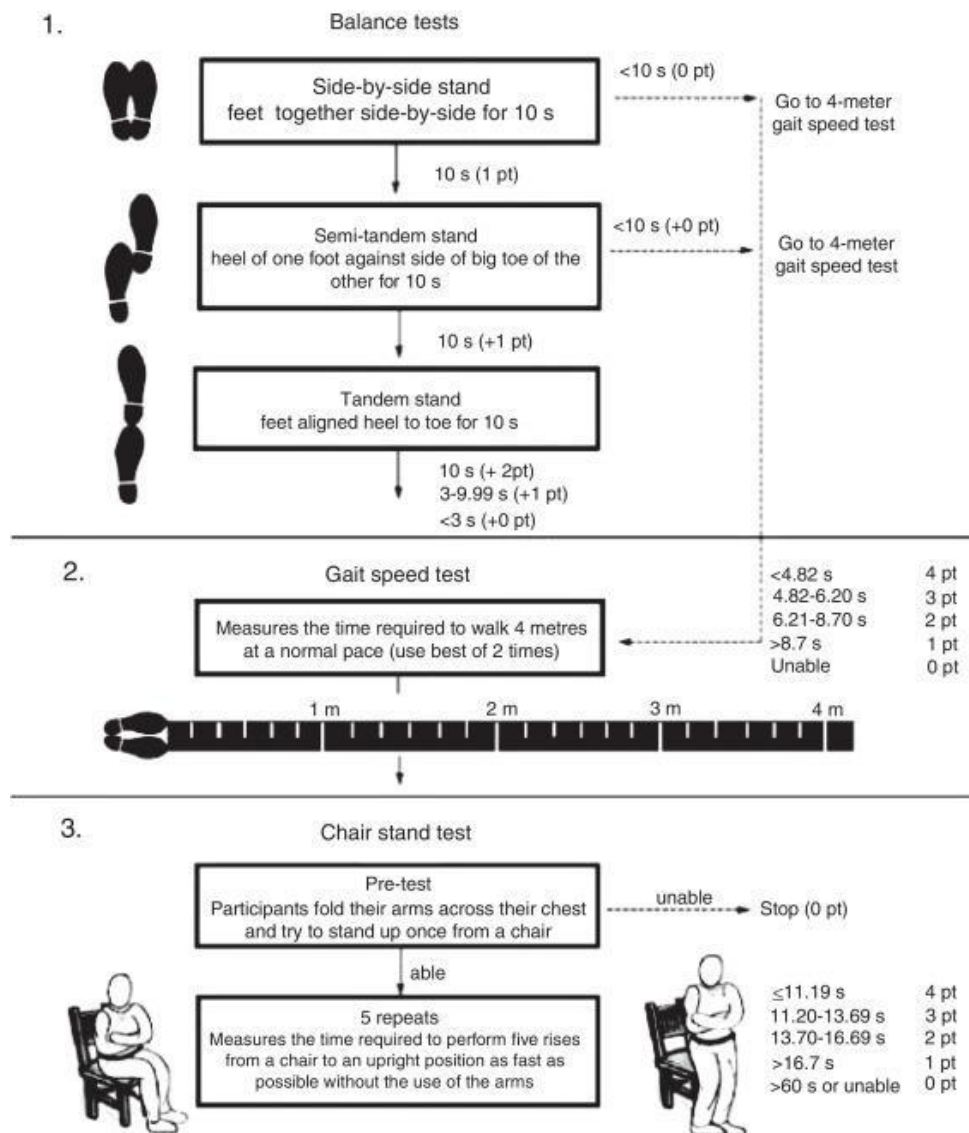 1.
Balance tests
Side-by-side stand
feet together side-by-side for 10 s
<10 s (0 pt)
Go to 4-meter
gait speed test
10 s (1 pt)
Semi-tandem stand
heel of one foot against side of big toe of the
other for 10 s
<10 s (+0 pt)
Go to 4-meter
gait speed test
10 s (+1 pt)
Tandem stand
feet aligned heel to toe for 10 s
10 s (+ 2pt)
3-9.99 s (+1 pt)
<3 s (+0 pt)
2.
Gait speed test
Measures the time required to walk 4 metres
at a normal pace (use best of 2 times)
<4.82 s 4 pt
4.82-6.20 s 3 pt
6.21-8.70 s 2 pt
>8.7 s 1 pt
Unable 0 pt
1 m 2 m 3 m 4 m
3.
Chair stand test
Pre-test
Participants fold their arms across their chest
and try to stand up once from a chair
unable
Stop (0 pt)
able
5 repeats
Measures the time required to perform five rises
from a chair to an upright position as fast as
possible without the use of the arms
≤11.19 s 4 pt
11.20-13.69 s 3 pt
13.70-16.69 s 2 pt
>16.7 s 1 pt
>60 s or unable 0 pt